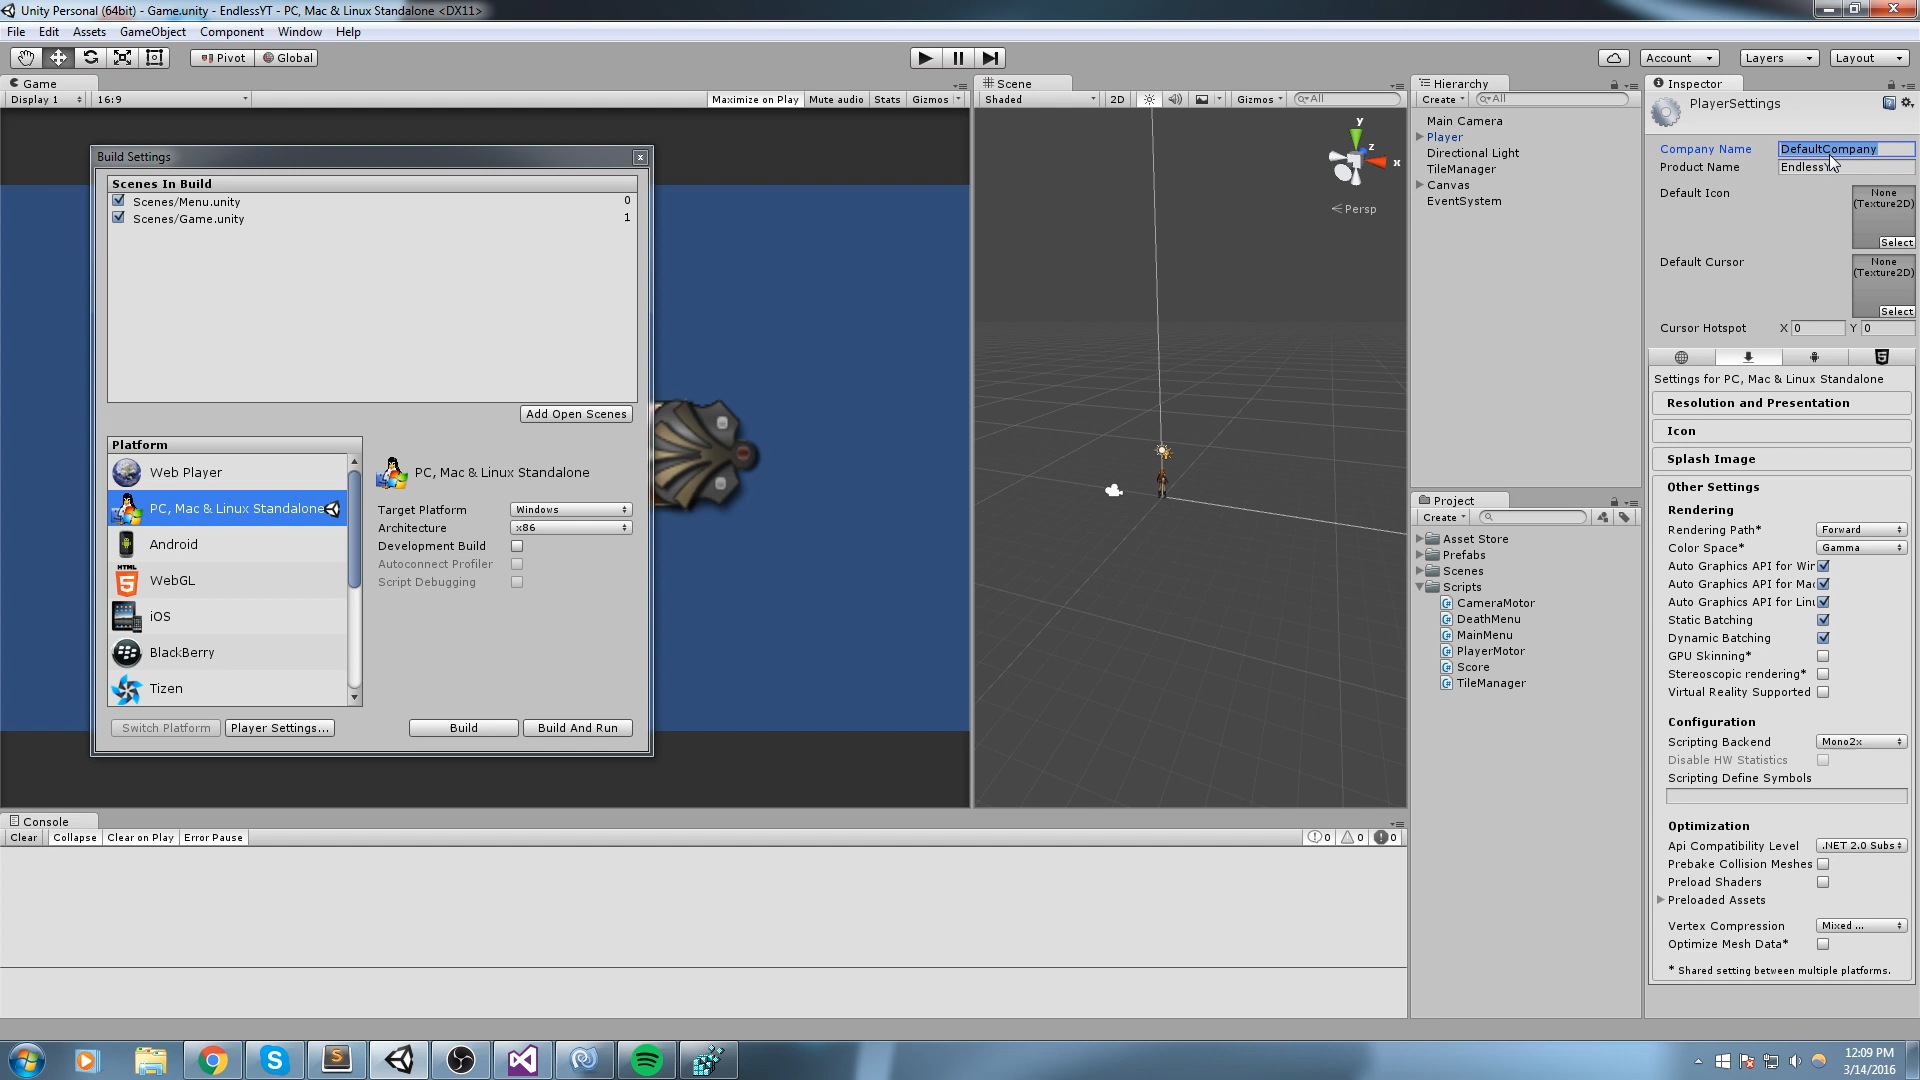 Unity Personal (64bit) - Game.unity - EndlessYT - PC, Mac & Linux Standalone <DX11>
File Edit Assets GameObject Component Window Help
Pivot Global Account Layers Layout
Game
Display 1 16:9 Maximize on Play Mute audio Stats Gizmos
Build Settings
Scenes In Build
Scenes/Menu.unity 0
Scenes/Game.unity 1
Add Open Scenes
Platform
Web Player
PC, Mac & Linux Standalone
Android
HTML
WebGL
iOS
BlackBerry
Tizen
PC, Mac & Linux Standalone
Target Platform Windows
Architecture x86
Development Build
Autoconnect Profiler
Script Debugging
Switch Platform Player Settings... Build Build And Run
Scene
Shaded 2D Gizmos All
y
z
x
Persp
Hierarchy
Create All
Main Camera
Player
Directional Light
TileManager
Canvas
EventSystem
Project
Create
Asset Store
Prefabs
Scenes
Scripts
CameraMotor
DeathMenu
MainMenu
PlayerMotor
Score
TileManager
Inspector
PlayerSettings
Company Name DefaultCompany
Product Name
Default Icon None
(Texture2D)
Select
Default Cursor None
(Texture2D)
Select
Cursor Hotspot X 0 Y 0
Settings for PC, Mac & Linux Standalone
Resolution and Presentation
Icon
Splash Image
Other Settings
Rendering
Rendering Path* Forward
Color Space* Gamma
Auto Graphics API for Wir
Auto Graphics API for Mac
Auto Graphics API for Linu
Static Batching
Dynamic Batching
GPU Skinning*
Stereoscopic rendering*
Virtual Reality Supported
Configuration
Scripting Backend Mono2x
Disable HW Statistics
Scripting Define Symbols
Optimization
Api Compatibility Level .NET 2.0 Subs
Prebake Collision Meshes
Preload Shaders
Preloaded Assets
Vertex Compression Mixed ...
Optimize Mesh Data*
* Shared setting between multiple platforms.
Console
Clear Collapse Clear on Play Error Pause 0 0 0
12:09 PM
3/14/2016